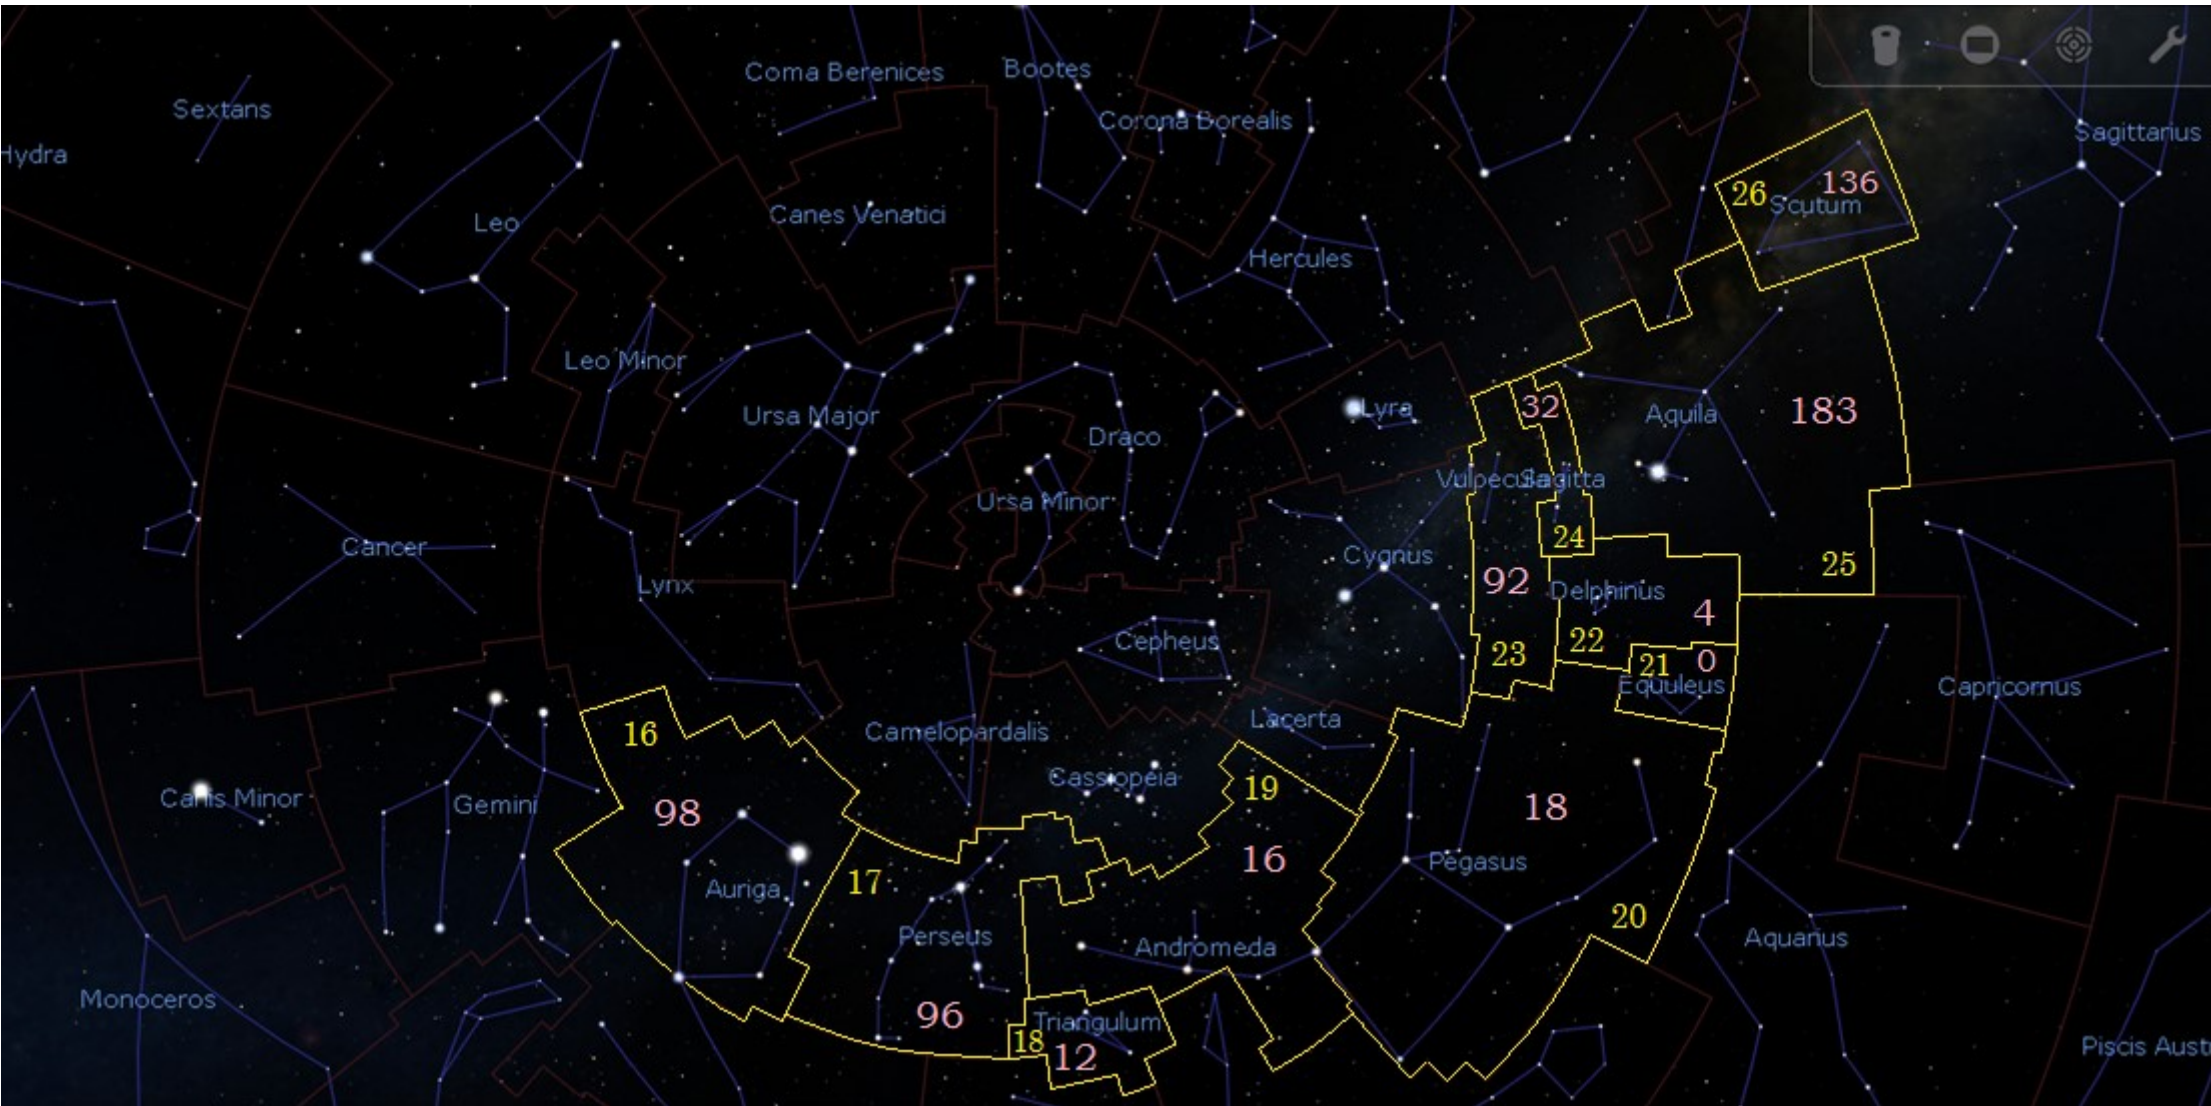 Coma Berenices
Bootes
Sextans
Corona Borealis
Sagittarius
Hydra
136
26
Scutum
Leo
Canes Venatici
Hercules
Leo Minor
32
Lyra
Ursa Major
Aquila
183
Draco
Vulpecula
Sagitta
Ursa Minor
24
Cancer
Cygnus
25
Lynx
92
Delphinus
4
Cepheus
23
22
21
0
Equuleus
Capricornus
16
Camelopardalis
Lacerta
Cassiopeia
19
Canis Minor
Gemini
98
18
16
Pegasus
17
Auriga
20
Perseus
Andromeda
Aquarius
Monoceros
96
Triangulum
18
12
Piscis Aust